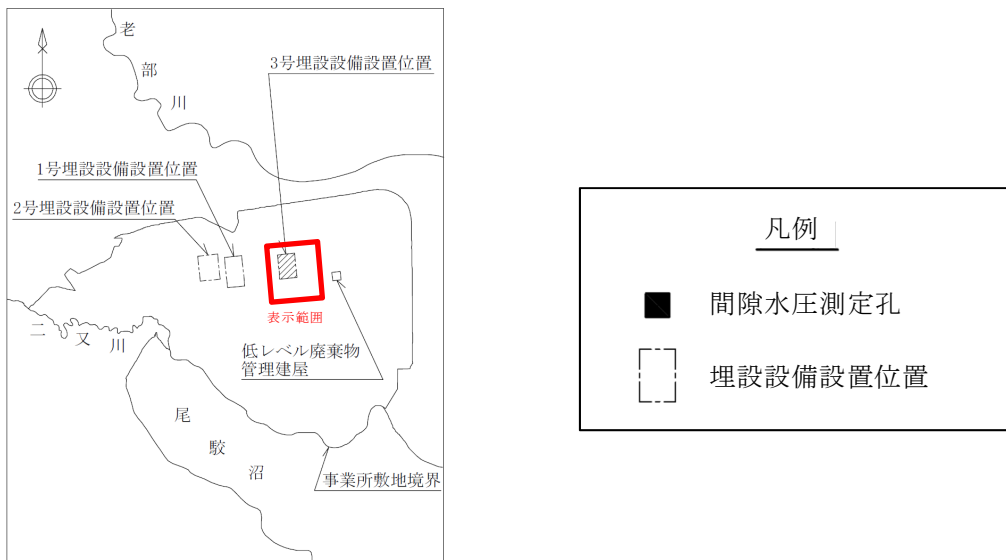 老
部
川
3号埋設設備設置位置
1号埋設設備設置位置
2号埋設設備設置位置
表示範囲
低レベル廃棄物
管理建屋
二
又
川
尾
駮
沼
事業所敷地境界
凡例
間隙水圧測定孔
埋設設備設置位置